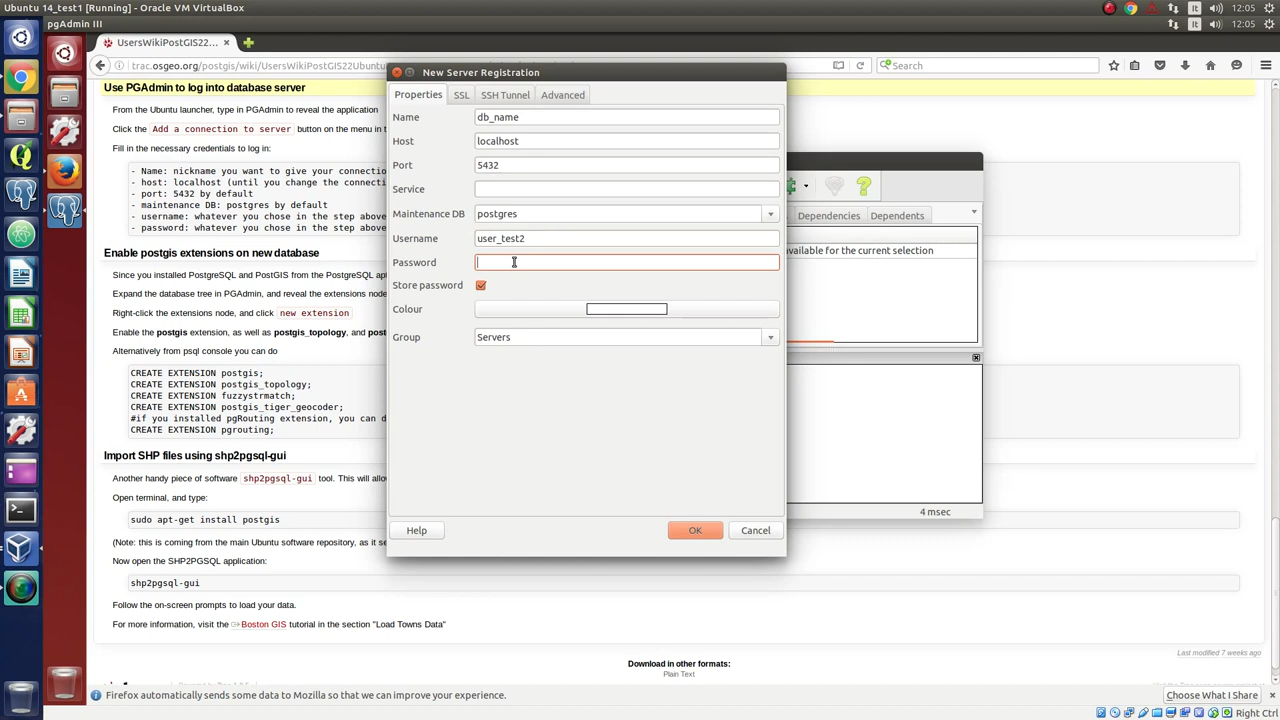 Ubuntu 14_test1 [Running] - Oracle VM VirtualBox
It 12:05
pgAdmin III
It 12:05
UsersWikiPostGIS22...
trac.osgeo.org/postgis/wiki/UsersWikiPostGIS22Ubuntu
Search
Use PGAdmin to log into database server
From the Ubuntu launcher, type in PGAdmin to reveal the application
Click the Add a connection to server button on the menu in t
Fill in the necessary credentials to log in:
- Name: nickname you want to give your connection
- host: localhost (until you change the connecti
- port: 5432 by default
- maintenance DB: postgres by default
- username: whatever you chose in the step above
- password: whatever you chose in the step above
Enable postgis extensions on new database
Since you installed PostgreSQL and PostGIS from the PostgreSQL apt
Expand the database tree in PGAdmin, and reveal the extensions node
Right-click the extensions node, and click new extension
Enable the postgis extension, as well as postgis_topology, and post
Alternatively from psql console you can do
CREATE EXTENSION postgis;
CREATE EXTENSION postgis_topology;
CREATE EXTENSION fuzzystrmatch;
CREATE EXTENSION postgis_tiger_geocoder;
#if you installed pgRouting extension, you can d
CREATE EXTENSION pgrouting;
Import SHP files using shp2pgsql-gui
Another handy piece of software shp2pgsql-gui tool. This will allow
Open terminal, and type:
sudo apt-get install postgis
(Note: this is coming from the main Ubuntu software repository, as it se
Now open the SHP2PGSQL application:
shp2pgsql-gui
Follow the on-screen prompts to load your data.
For more information, visit the Boston GIS tutorial in the section "Load Towns Data"
Last modified 7 weeks ago
Download in other formats:
Plain Text
New Server Registration
Properties SSL SSH Tunnel Advanced
Name db_name
Host localhost
Port 5432
Service
Maintenance DB postgres
Username user_test2
Password
Store password
Colour
Group Servers
Help OK Cancel
Dependencies Dependents
available for the current selection
4 msec
Firefox automatically sends some data to Mozilla so that we can improve your experience.
Choose What I Share
Right Ctrl